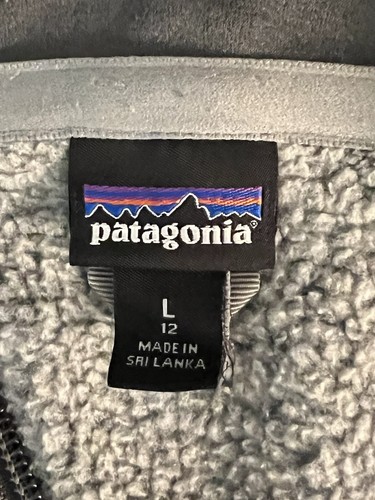 patagonia®
L
12
MADE IN
SRI LANKA